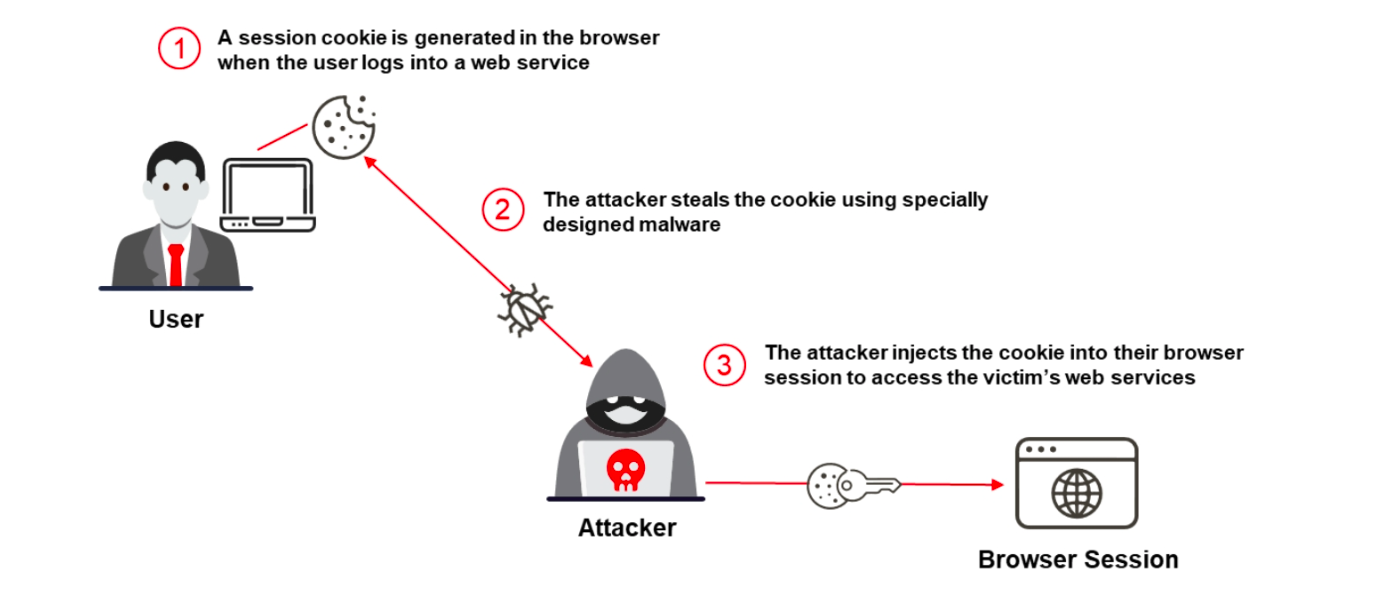 1
A session cookie is generated in the browser
when the user logs into a web service
User
2
The attacker steals the cookie using specially
designed malware
3
The attacker injects the cookie into their browser
session to access the victim's web services
Attacker
Browser Session